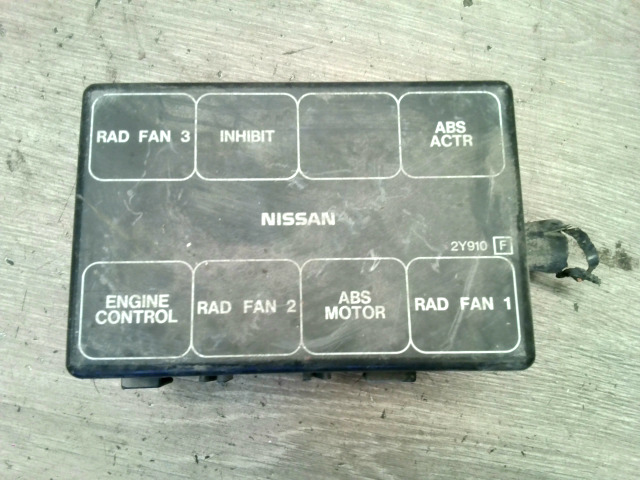 RAD FAN 3
INHIBIT
ABS
ACTR
NISSAN
2Y910 F
ENGINE
CONTROL
RAD FAN 2
ABS
MOTOR
RAD FAN 1